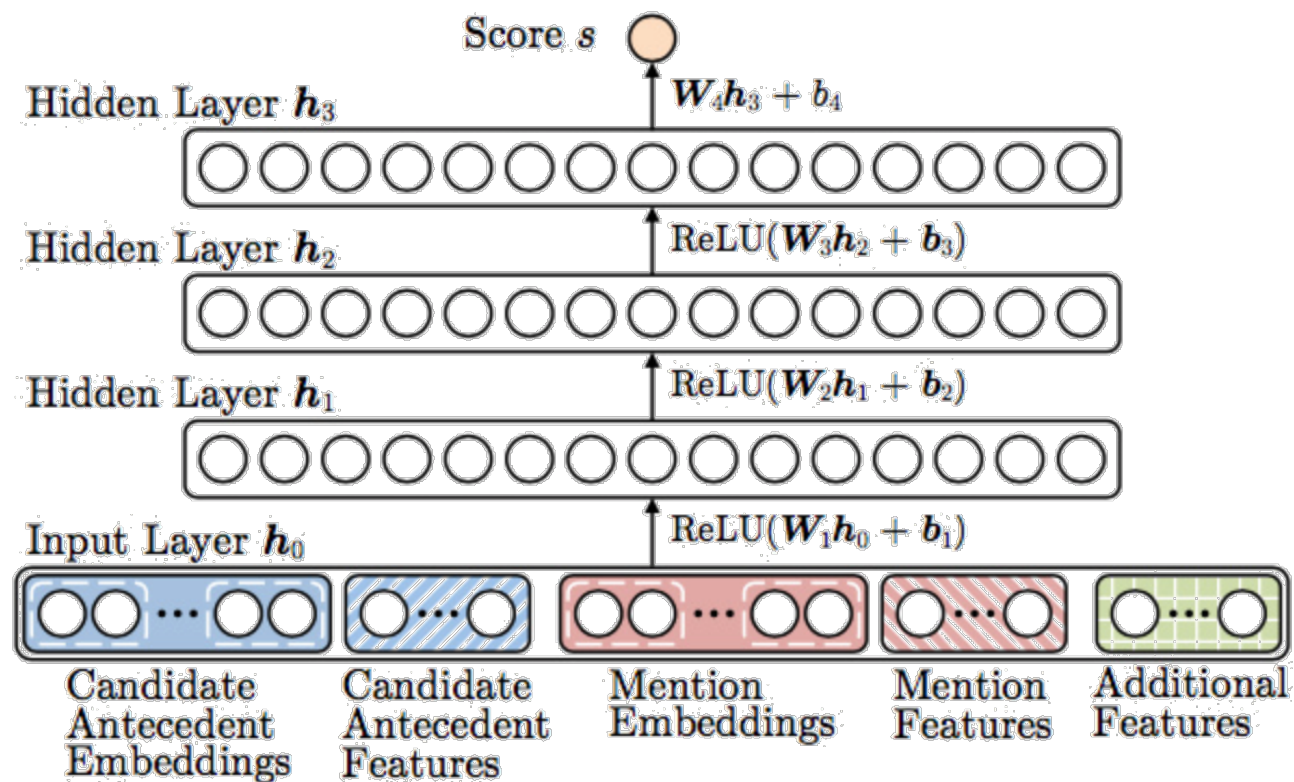 Score s
W₄h₃ + b₄
Hidden Layer h₃
ReLU(W₃h₂ + b₃)
Hidden Layer h₂
ReLU(W₂h₁ + b₂)
Hidden Layer h₁
ReLU(W₁h₀ + b₁)
Input Layer h₀
Candidate
Antecedent
Embeddings
Candidate
Antecedent
Features
Mention
Embeddings
Mention
Features
Additional
Features